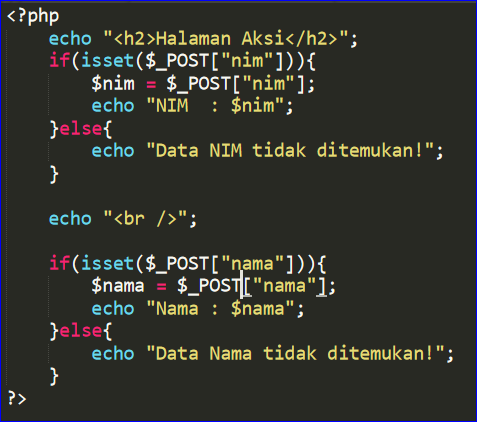 <?php
    echo "<h2>Halaman Aksi</h2>";
    if(isset($_POST["nim"])){
        $nim = $_POST["nim"];
        echo "NIM  : $nim";
    }else{
        echo "Data NIM tidak ditemukan!";
    }

    echo "<br />";

    if(isset($_POST["nama"])){
        $nama = $_POST["nama"];
        echo "Nama : $nama";
    }else{
        echo "Data Nama tidak ditemukan!";
    }
?>